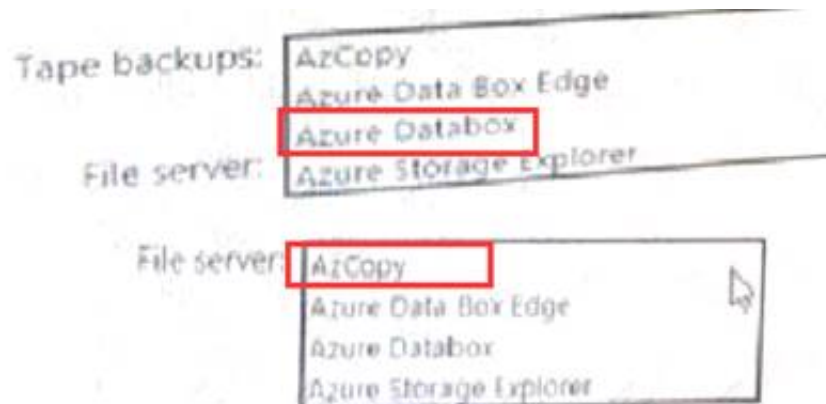 Tape backups: AzCopy
Azure Data Box Edge
Azure Databox
File server: Azure Storage Explorer
File server: AzCopy
Azure Data Box Edge
Azure Databox
Azure Storage Explorer